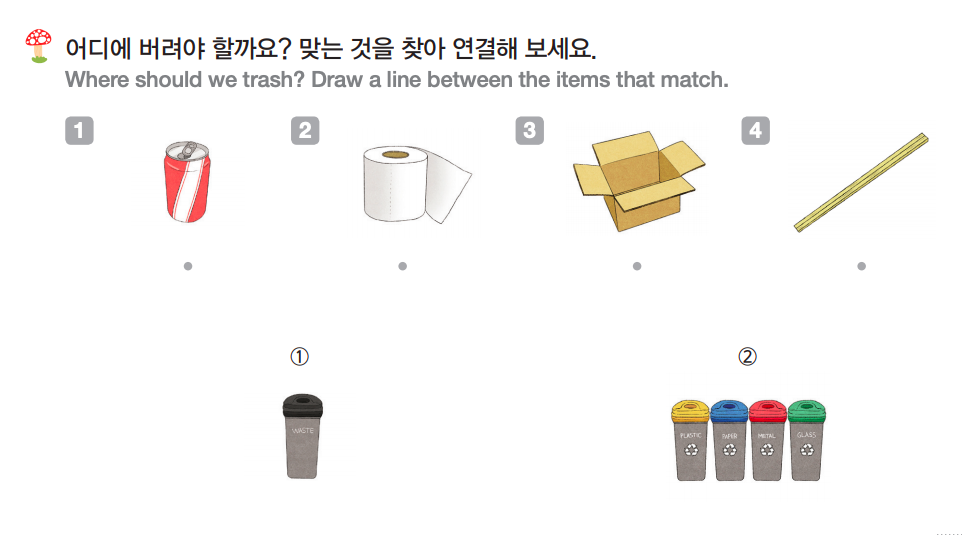 어디에 버려야 할까요? 맞는 것을 찾아 연결해 보세요.
Where should we trash? Draw a line between the items that match.
1 2 3 4
① ②
WASTE PLASTIC PAPER METAL GLASS